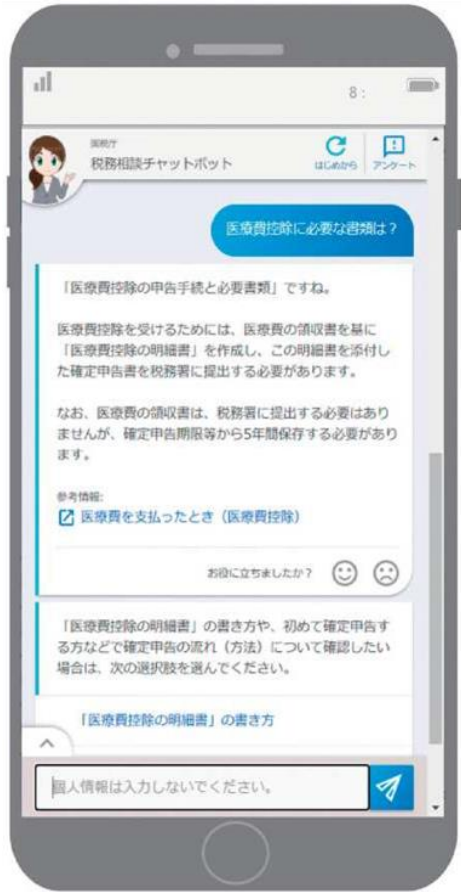 8:
国税庁
税務相談チャットボット
はじめから
アンケート
医療費控除に必要な書類は?
「医療費控除の申告手続と必要書類」ですね。
医療費控除を受けるためには、医療費の領収書を基に
「医療費控除の明細書」を作成し、この明細書を添付し
た確定申告書を税務署に提出する必要があります。
なお、医療費の領収書は、税務署に提出する必要はあり
ませんが、確定申告期限等から5年間保存する必要があり
ます。
参考情報:
医療費を支払ったとき(医療費控除)
お役に立ちましたか?
「医療費控除の明細書」の書き方や、初めて確定申告す
る方などで確定申告の流れ(方法)について確認したい
場合は、次の選択肢を選んでください。
「医療費控除の明細書」の書き方
個人情報は入力しないでください。